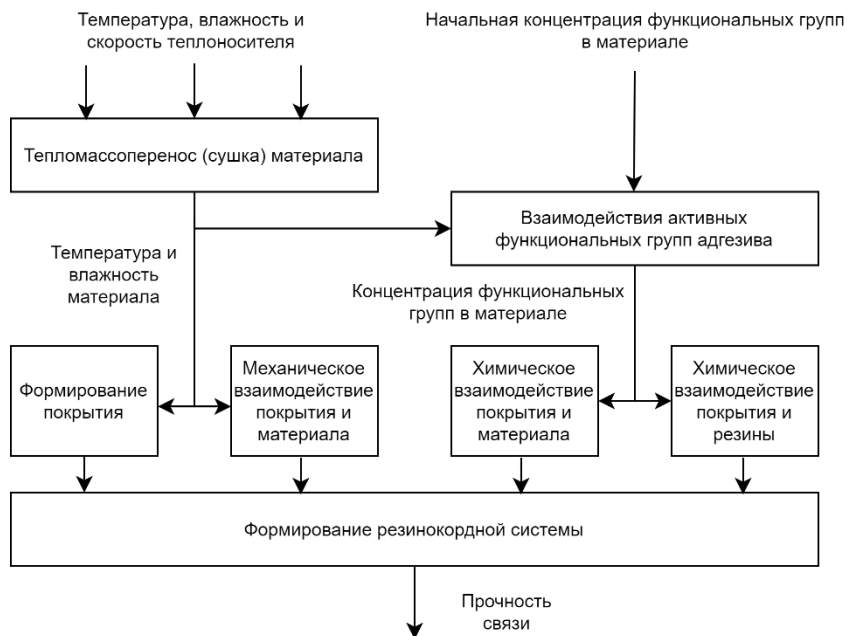 Температура, влажность и
скорость теплоносителя
Начальная концентрация функциональных групп
в материале
Тепломассоперенос (сушка) материала
Взаимодействия активных
функциональных групп адгезива
Температура и
влажность
материала
Концентрация функциональных
групп в материале
Формирование
покрытия
Механическое
взаимодействие
покрытия и
материала
Химическое
взаимодействие
покрытия и
материала
Химическое
взаимодействие
покрытия и
резины
Формирование резинокордной системы
Прочность
связи